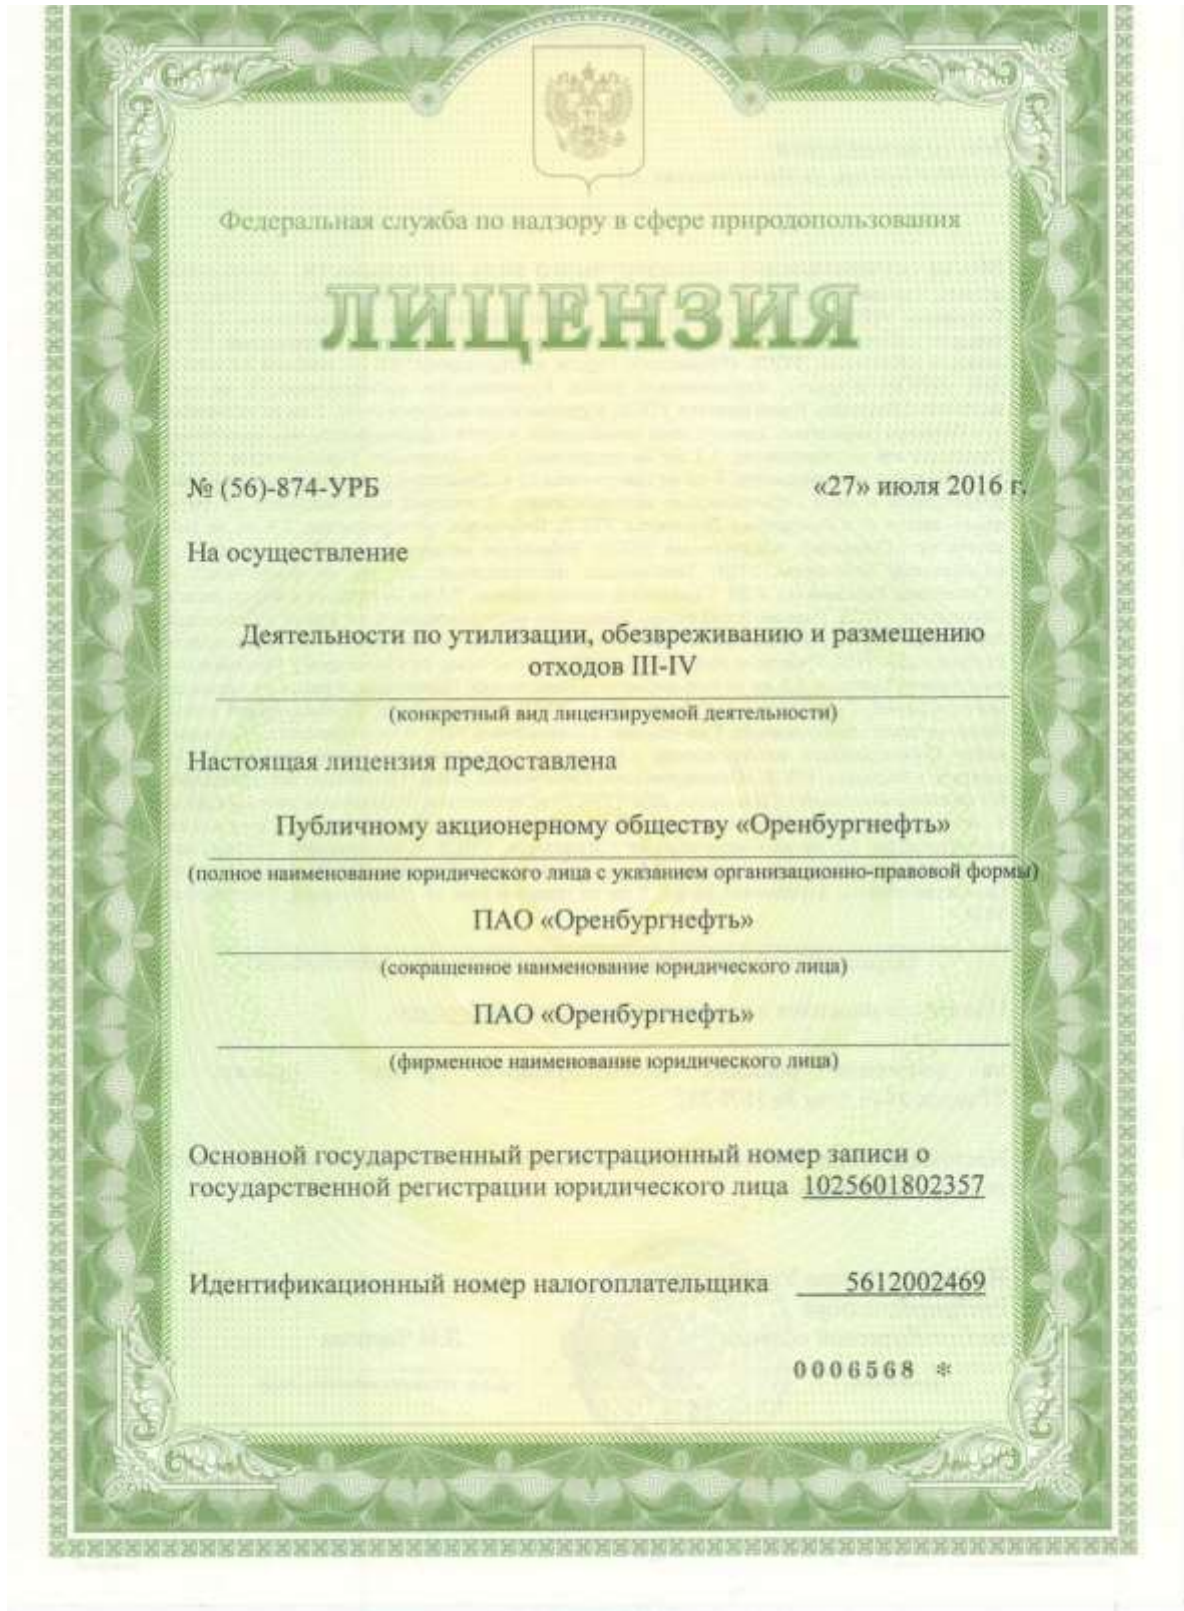 Федеральная служба по надзору в сфере природопользования
ЛИЦЕНЗИЯ
№ (56)-874-УРБ «27» июля 2016 г.
На осуществление
Деятельности по утилизации, обезвреживанию и размещению
отходов III-IV
(конкретный вид лицензируемой деятельности)
Настоящая лицензия предоставлена
Публичному акционерному обществу «Оренбургнефть»
(полное наименование юридического лица с указанием организационно-правовой формы)
ПАО «Оренбургнефть»
(сокращенное наименование юридического лица)
ПАО «Оренбургнефть»
(фирменное наименование юридического лица)
Основной государственный регистрационный номер записи о
государственной регистрации юридического лица 1025601802357
Идентификационный номер налогоплательщика 5612002469
0006568 *